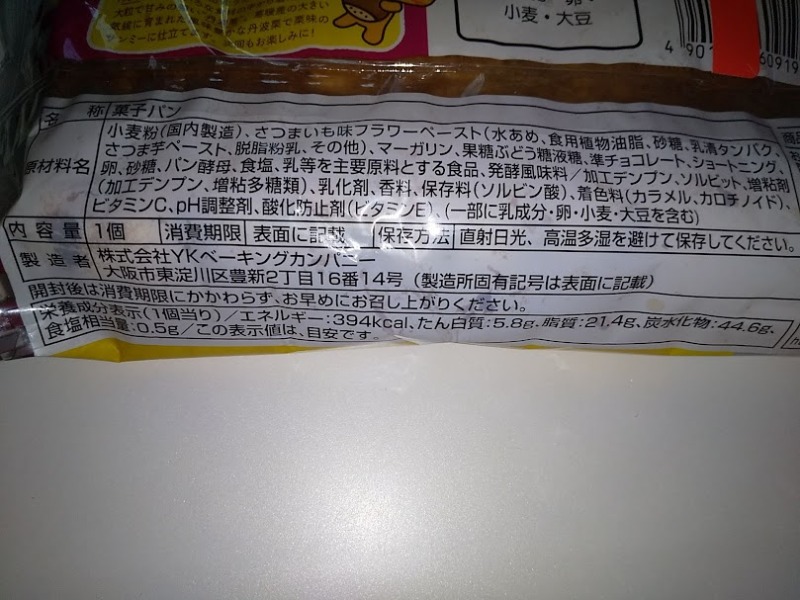 大粒で甘みの
小麦・大豆
名 称 菓子パン
小麦粉(国内製造)、さつまいも味フラワーペースト(水あめ、食用植物油脂、砂糖、乳清タンパク、
さつま芋ペースト、脱脂粉乳、その他)、マーガリン、果糖ぶどう糖液糖、準チョコレート、ショートニング、
原材料名 卵、砂糖、パン酵母、食塩、乳等を主要原料とする食品、発酵風味料/加工デンプン、ソルビット、増粘剤
(加工デンプン、増粘多糖類)、乳化剤、香料、保存料(ソルビン酸)、着色料(カラメル、カロチノイド)、
ビタミンC、pH調整剤、酸化防止剤(ビタミンE)、(一部に乳成分・卵・小麦・大豆を含む)
内容量 1個 消費期限 表面に記載 保存方法 直射日光、高温多湿を避けて保存してください。
製造者 株式会社YKベーキングカンパニー
大阪市東淀川区豊新2丁目16番14号 (製造所固有記号は表面に記載)
開封後は消費期限にかかわらず、お早めにお召し上がりください。
栄養成分表示(1個当り)/エネルギー:394kcal、たん白質:5.8g、脂質:21.4g、炭水化物:44.6g、
食塩相当量:0.5g/この表示値は、目安です。